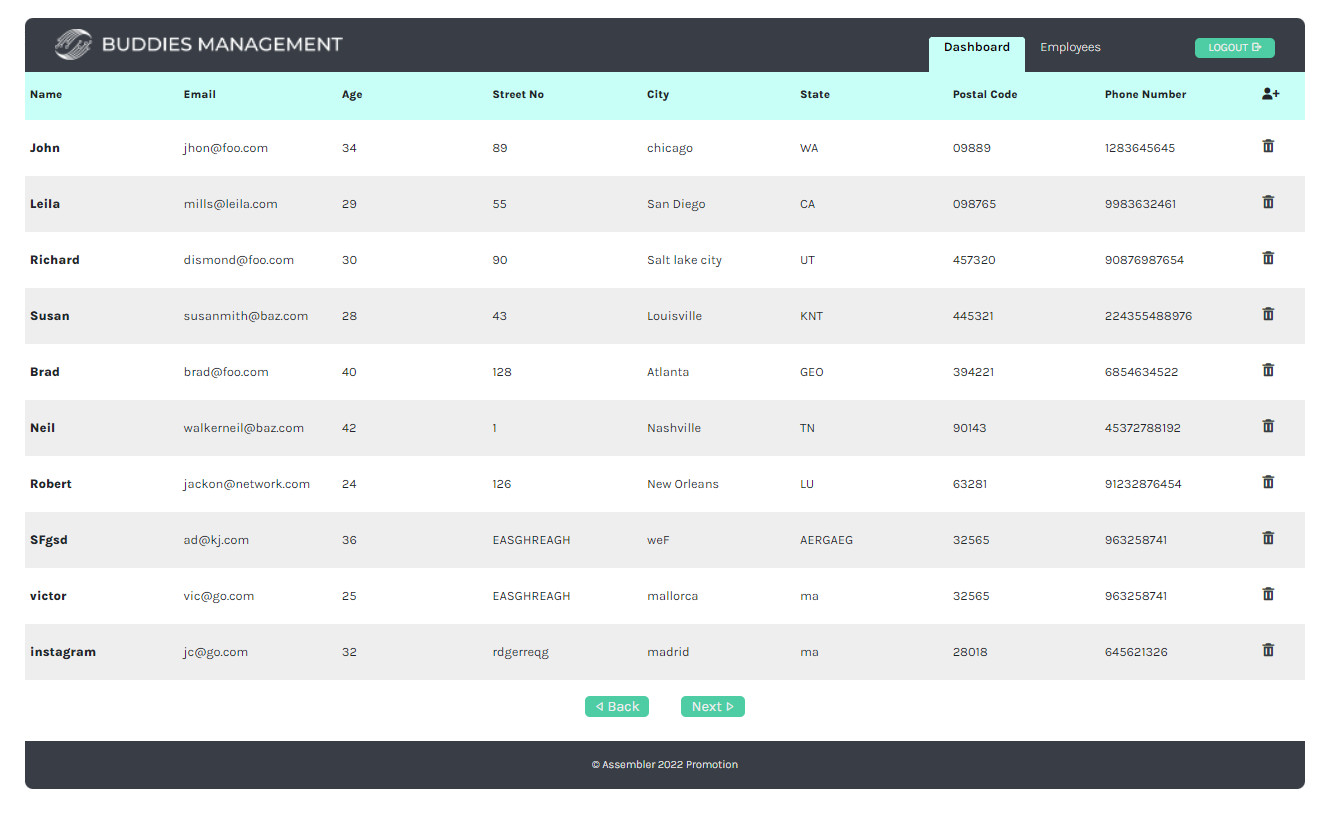 BUDDIES MANAGEMENT Dashboard Employees LOGOUT
Name Email Age Street No City State Postal Code Phone Number
John jhon@foo.com 34 89 chicago WA 09889 1283645645
Leila mills@leila.com 29 55 San Diego CA 098765 9983632461
Richard dismond@foo.com 30 90 Salt lake city UT 457320 90876987654
Susan susanmith@baz.com 28 43 Louisville KNT 445321 224355488976
Brad brad@foo.com 40 128 Atlanta GEO 394221 6854634522
Neil walkerneil@baz.com 42 1 Nashville TN 90143 45372788192
Robert jackon@network.com 24 126 New Orleans LU 63281 91232876454
SFgsd ad@kj.com 36 EASGHREAGH weF AERGAEG 32565 963258741
victor vic@go.com 25 EASGHREAGH mallorca ma 32565 963258741
instagram jc@go.com 32 rdgerreqg madrid ma 28018 645621326
Back Next
© Assembler 2022 Promotion